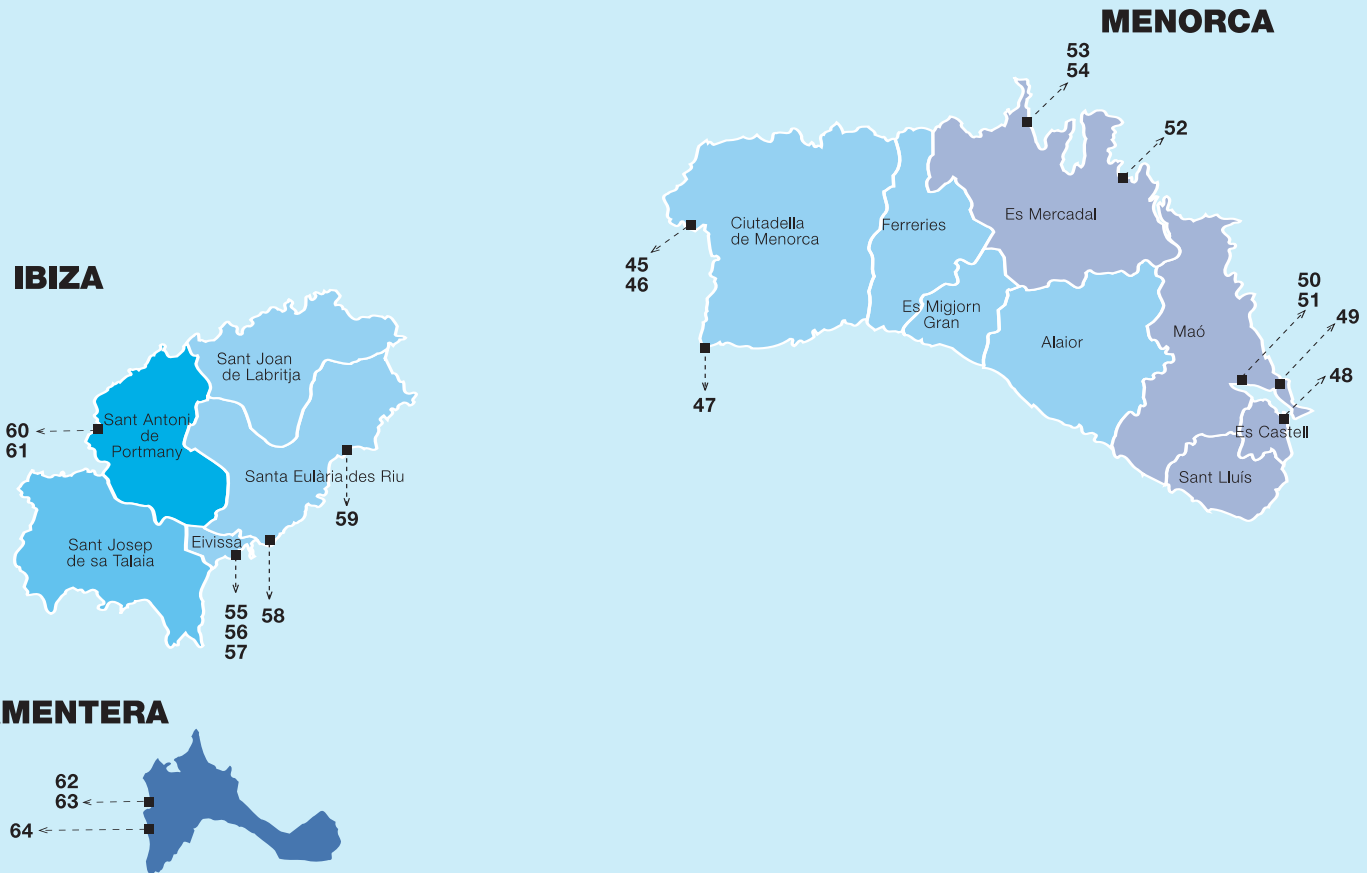 MENORCA
53
54
52
Ciutadella
de Menorca
Ferreries
Es Mercadal
45
46
Es Migjorn
Gran
Alaior
Maó
50
51
49
48
47
Es Castell
Sant Lluís
IBIZA
Sant Joan
de Labritja
60
61
Sant Antoni
de
Portmany
Santa Eulària des Riu
59
Sant Josep
de sa Talaia
Eivissa
55
56
57
58
MENTERA
62
63
64